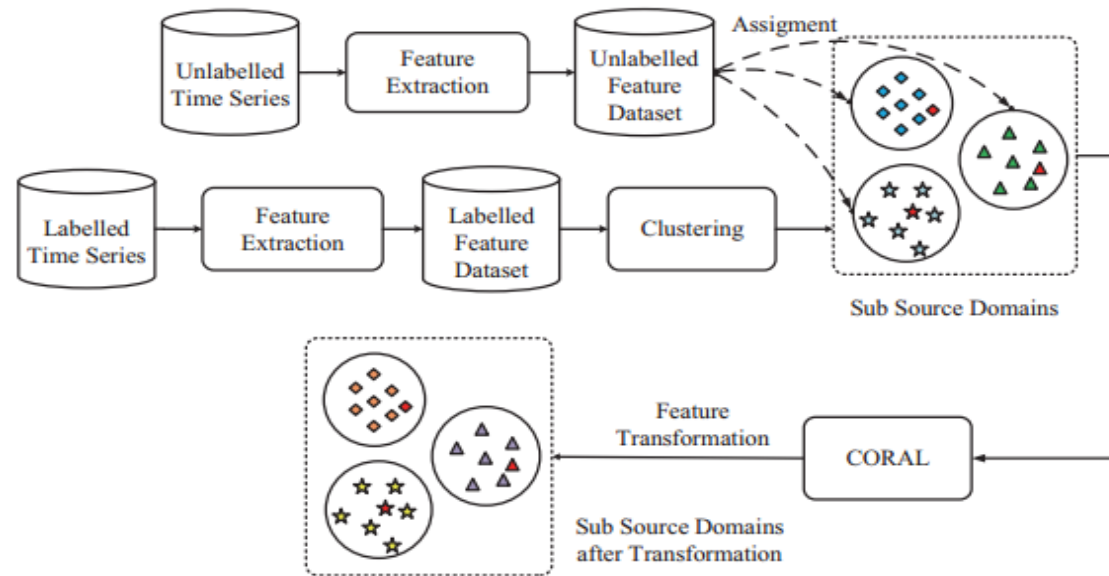 Assigment
Unlabelled
Time Series
Feature
Extraction
Unlabelled
Feature
Dataset
Labelled
Time Series
Feature
Extraction
Labelled
Feature
Dataset
Clustering
Sub Source Domains
Feature
Transformation
CORAL
Sub Source Domains
after Transformation